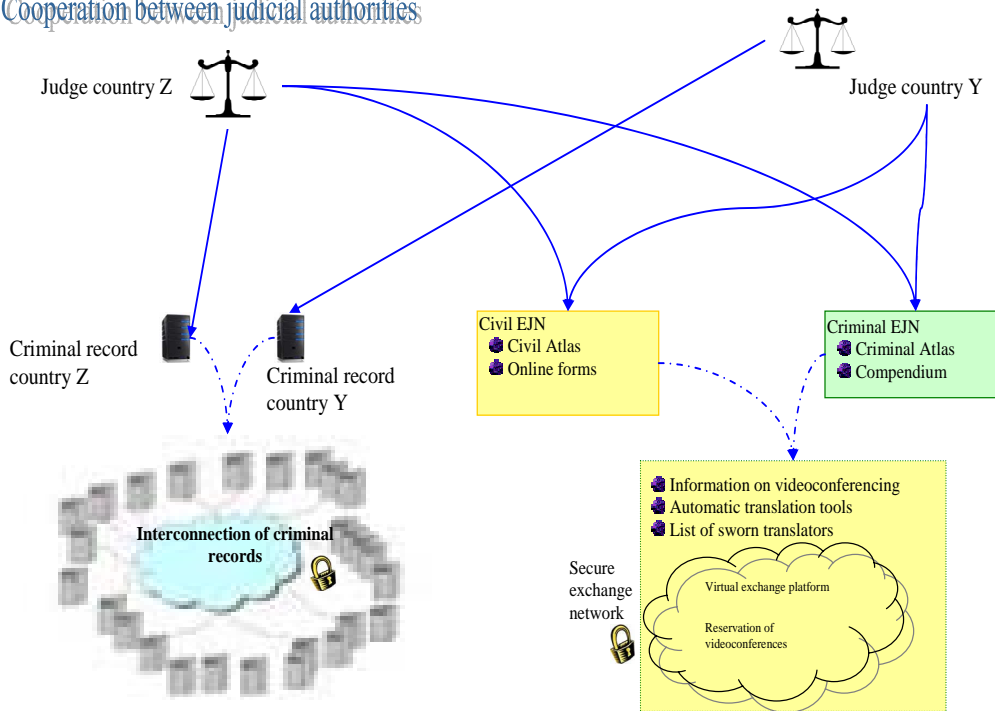 Cooperation between judicial authorities
Judge country Z
Judge country Y
Criminal record
country Z
Criminal record
country Y
Civil EJN
Civil Atlas
Online forms
Criminal EJN
Criminal Atlas
Compendium
Interconnection of criminal
records
Information on videoconferencing
Automatic translation tools
List of sworn translators
Secure
exchange
network
Virtual exchange platform
Reservation of
videoconferences